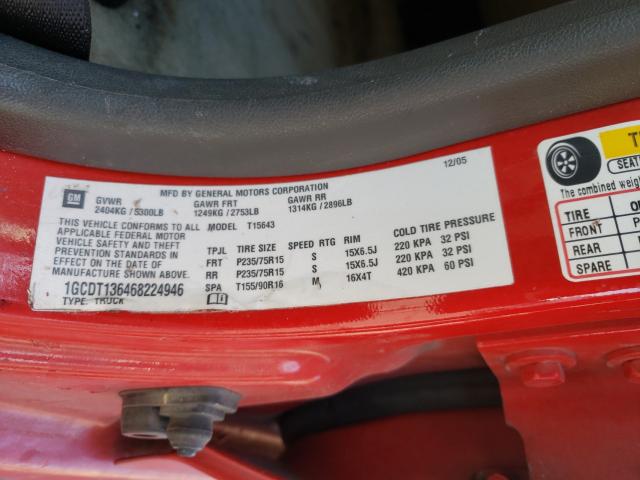 MFD BY GENERAL MOTORS CORPORATION 12/05
GM GVWR GAWR FRT GAWR RR
2404KG / 5300LB 1249KG / 2753LB 1314KG / 2896LB
THIS VEHICLE CONFORMS TO ALL MODEL T15643
APPLICABLE FEDERAL MOTOR
VEHICLE SAFETY AND THEFT
PREVENTION STANDARDS IN
EFFECT ON THE DATE OF
MANUFACTURE SHOWN ABOVE.
1GCDT136468224946
TYPE: TRUCK
TPJL TIRE SIZE SPEED RTG RIM COLD TIRE PRESSURE
FRT P235/75R15 S 15X6.5J 220 KPA 32 PSI
RR P235/75R15 S 15X6.5J 220 KPA 32 PSI
SPA T155/90R16 M 16X4T 420 KPA 60 PSI
SEAT
The combined weig
TIRE
FRONT
REAR
SPARE